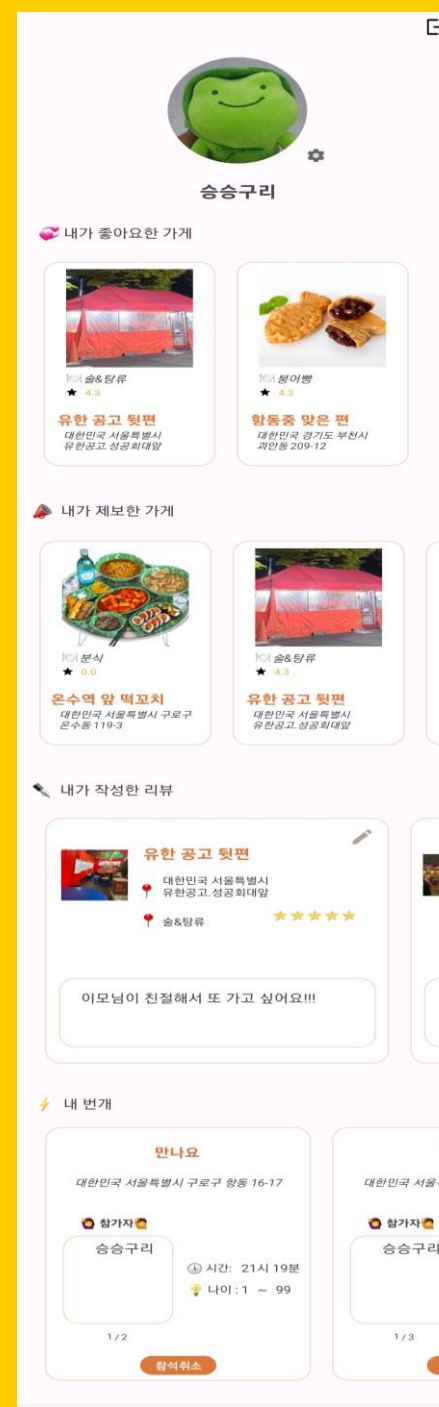 승승구리
💞 내가 좋아요한 가게
🍽 술&탕류
★ 4.3
유한 공고 뒷편
대한민국 서울특별시
유한공고.성공회대앞
🍽 붕어빵
★ 4.3
항동중 맞은 편
대한민국 경기도 부천시
괴안동 209-12
📣 내가 제보한 가게
🍽 분식
★ 0.0
온수역 앞 떡꼬치
대한민국 서울특별시 구로구
온수동 119-3
🍽 술&탕류
★ 4.3
유한 공고 뒷편
대한민국 서울특별시
유한공고.성공회대앞
✒ 내가 작성한 리뷰
유한 공고 뒷편
📍 대한민국 서울특별시
유한공고.성공회대앞
📍 술&탕류 ★★★★★
이모님이 친절해서 또 가고 싶어요!!!
⚡ 내 번개
만나요
대한민국 서울특별시 구로구 항동 16-17
🙋 참가자🙋
승승구리
🕔 시간: 21시 19분
💡 나이 : 1 ~ 99
1 / 2
참석취소
대한민국 서울
🙋 참가자🙋
승승구리
1 / 3